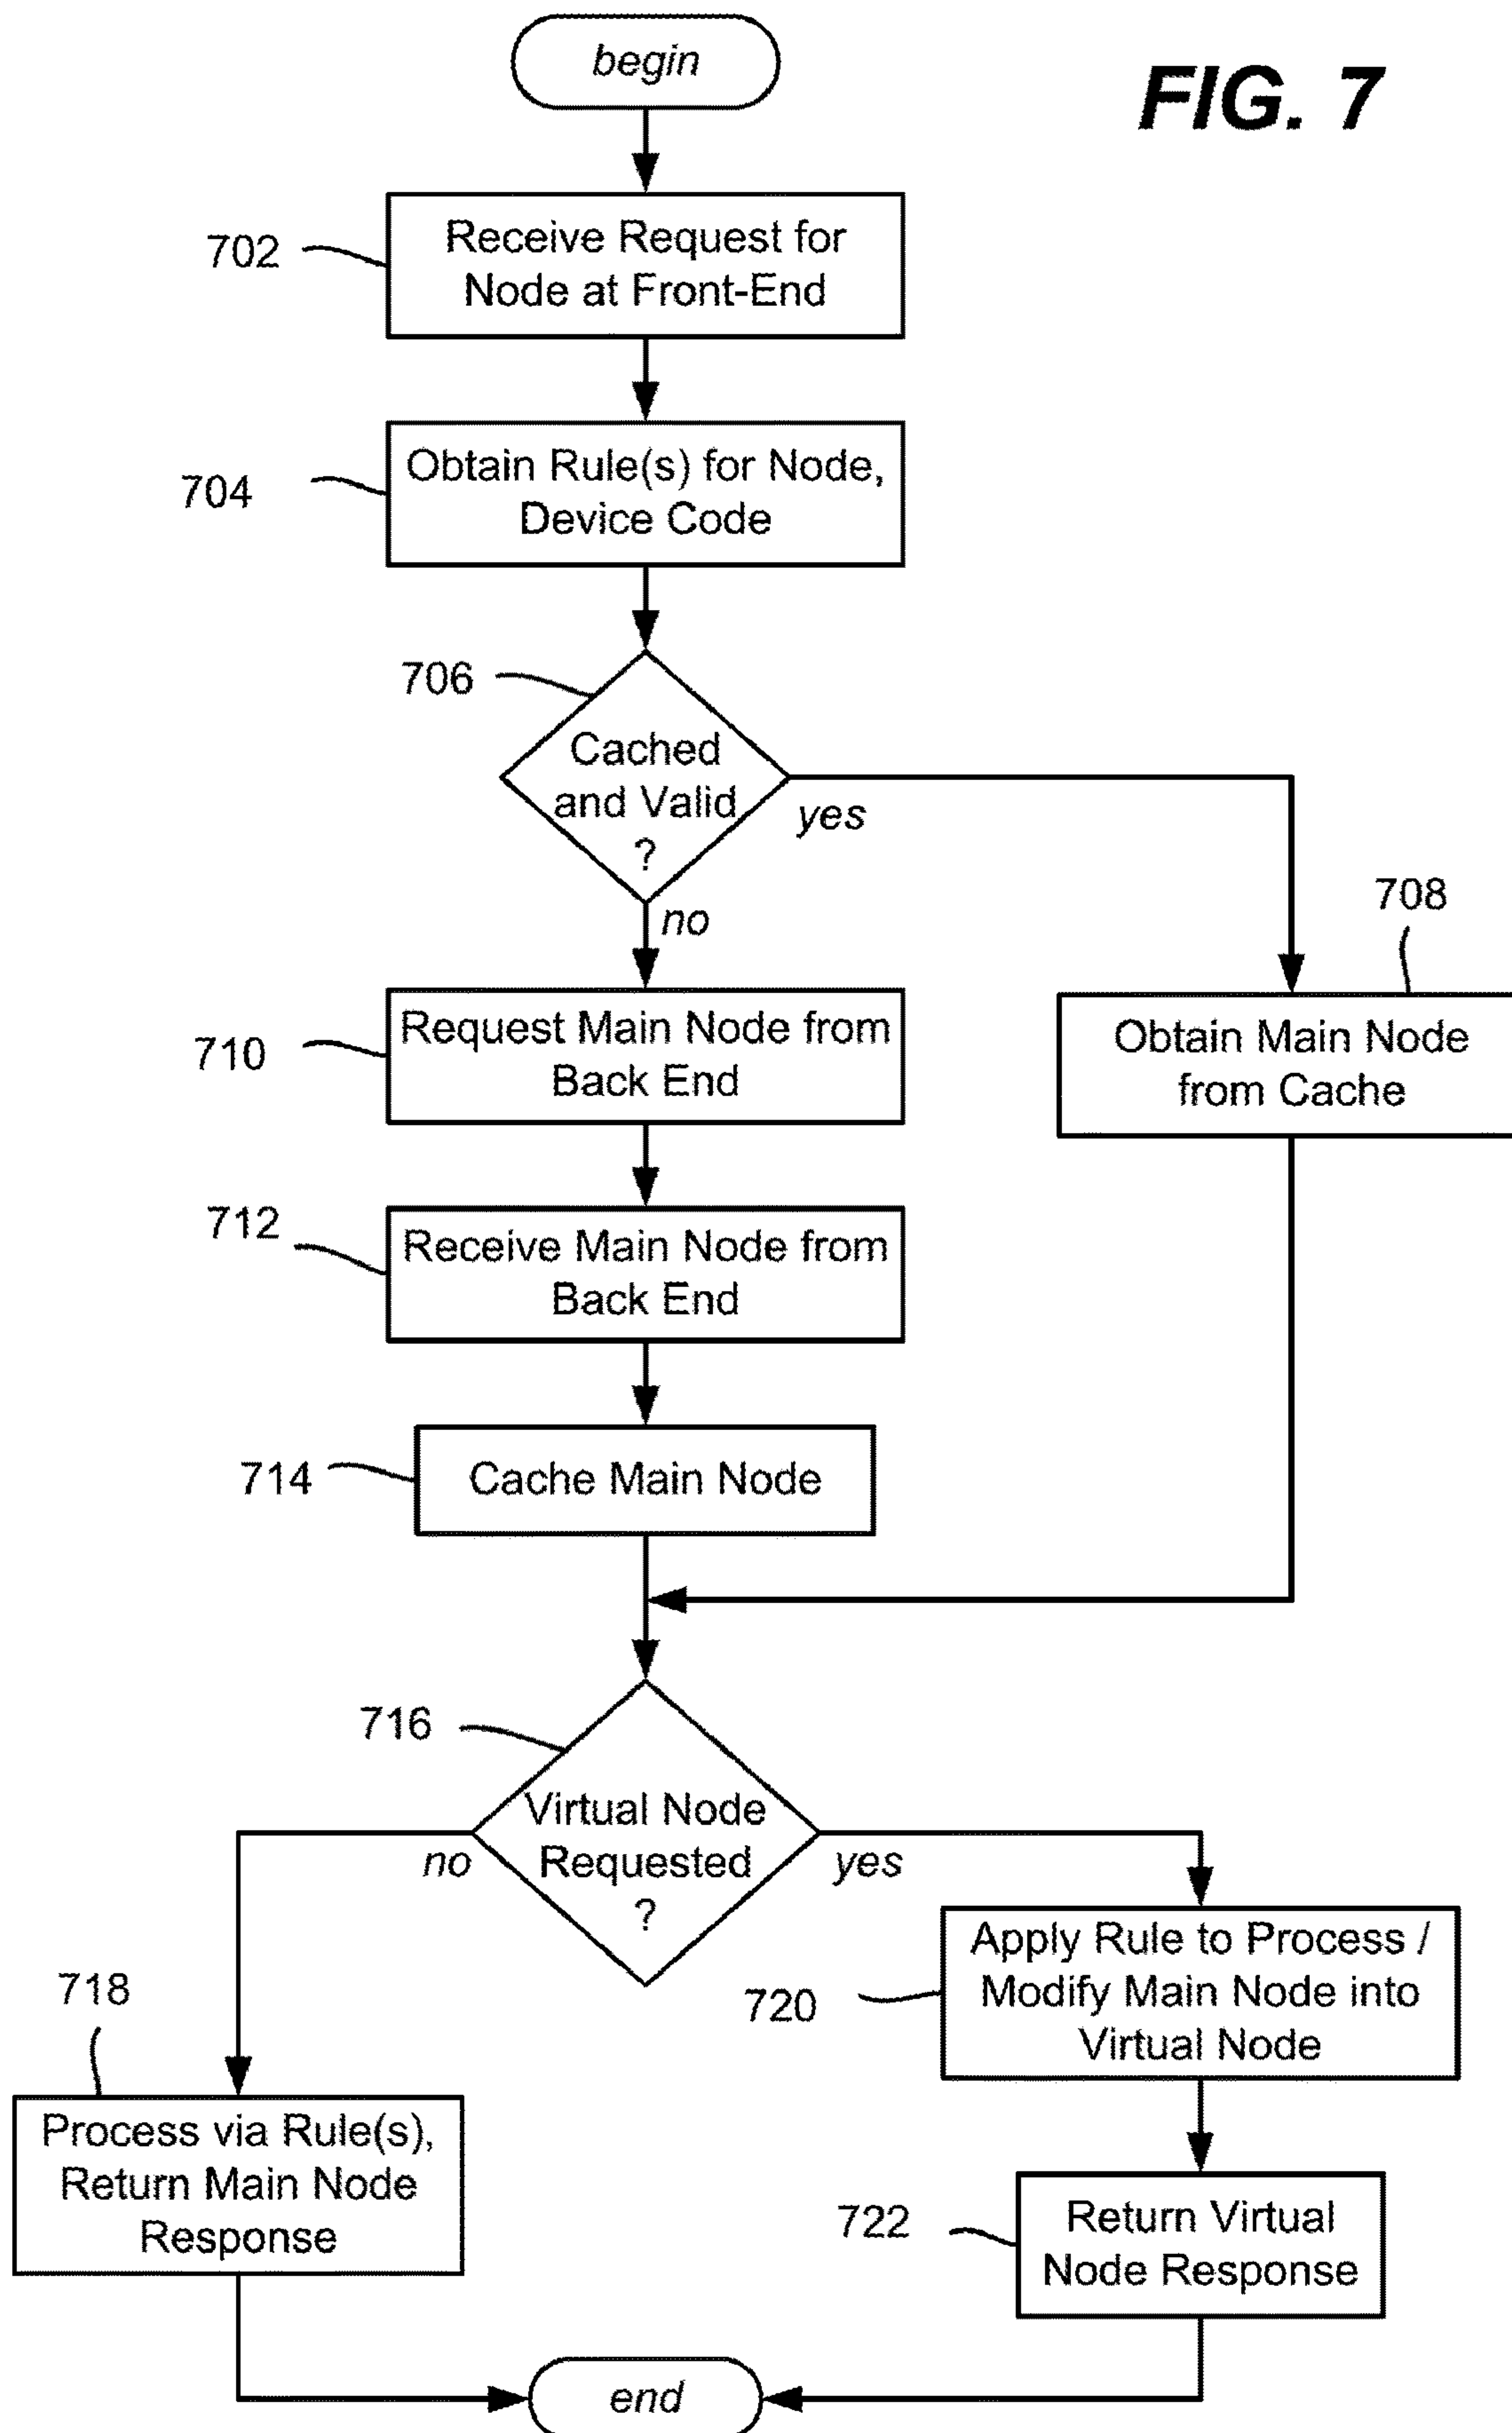 begin
FIG. 7
702
Receive Request for
Node at Front-End
704
Obtain Rule(s) for Node,
Device Code
706
Cached
and Valid
?
yes
no
708
Obtain Main Node
from Cache
710
Request Main Node from
Back End
712
Receive Main Node from
Back End
714
Cache Main Node
716
Virtual Node
Requested
?
no
yes
718
Process via Rule(s),
Return Main Node
Response
720
Apply Rule to Process /
Modify Main Node into
Virtual Node
722
Return Virtual
Node Response
end